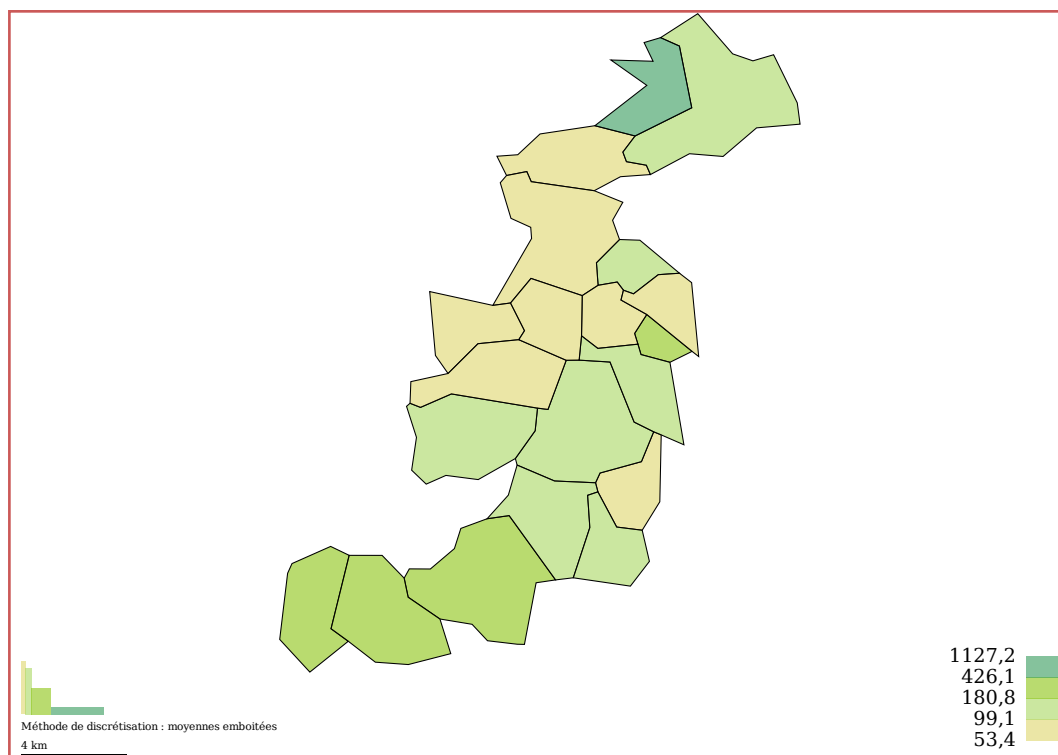 1127,2
426,1
180,8
99,1
53,4
Méthode de discrétisation : moyennes emboitées
4 km